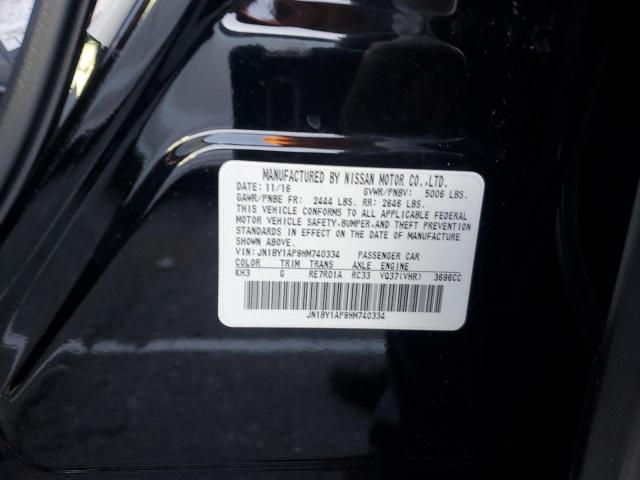 MANUFACTURED BY NISSAN MOTOR CO.,LTD.
DATE: 11/16 GVWR/PNBV: 5006 LBS.
GAWR/PNBE FR: 2444 LBS. RR: 2646 LBS.
THIS VEHICLE CONFORMS TO ALL APPLICABLE FEDERAL
MOTOR VEHICLE SAFETY,BUMPER,AND THEFT PREVENTION
STANDARDS IN EFFECT ON THE DATE OF MANUFACTURE
SHOWN ABOVE.
VIN: JN1BY1AP9HM740334 PASSENGER CAR
COLOR TRIM TRANS AXLE ENGINE
KH3 G RE7R01A RC33 VQ37(VHR) 3696CC
JN1BY1AP9HM740334